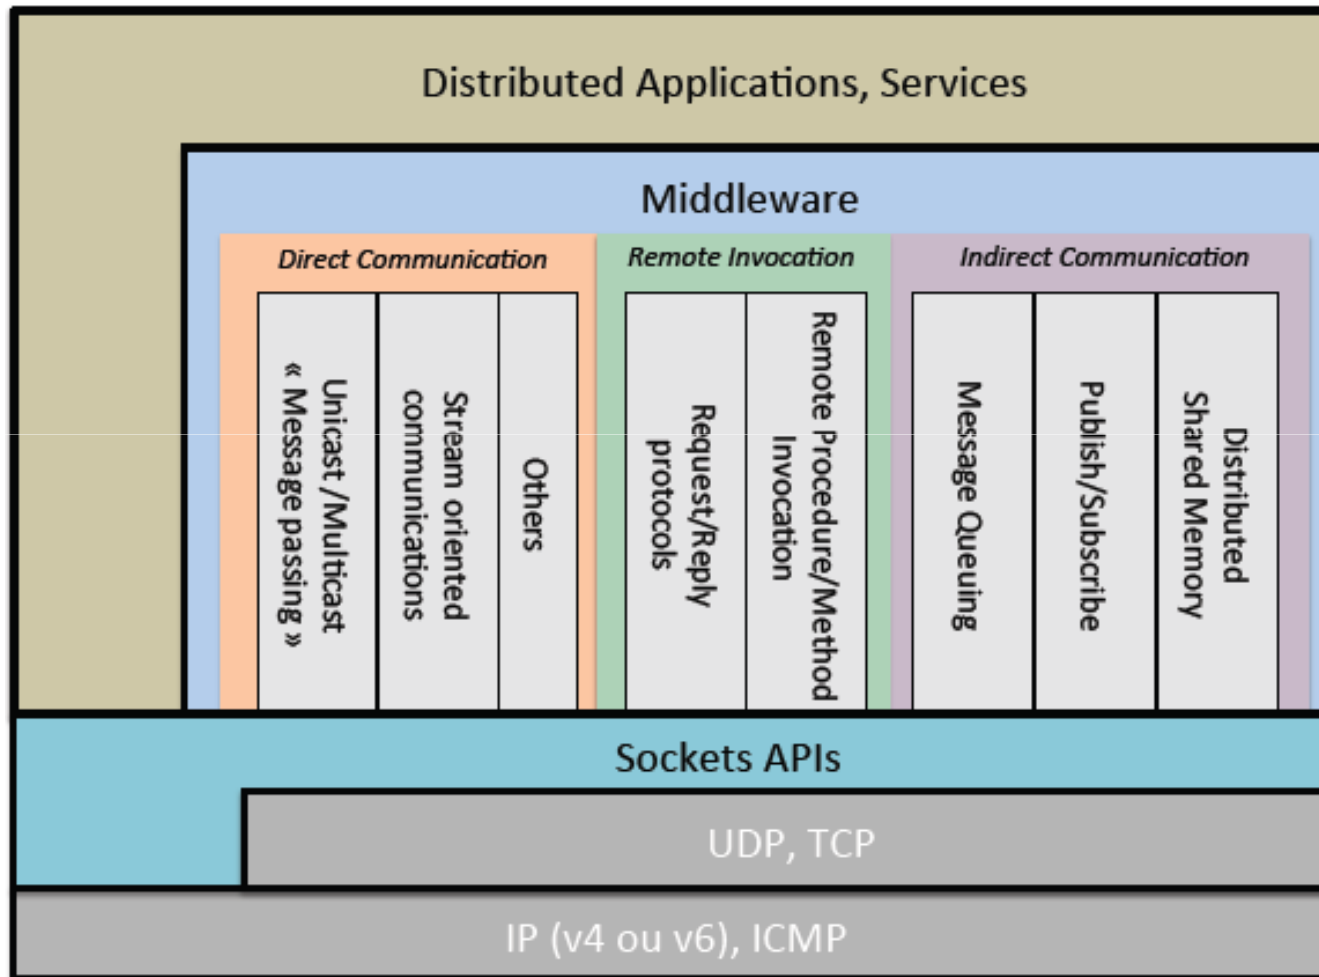 Distributed Applications, Services
Middleware
Direct Communication
Unicast /Multicast
« Message passing »
Stream oriented
communications
Others
Remote Invocation
Request/Reply
protocols
Remote Procedure/Method
Invocation
Indirect Communication
Message Queuing
Publish/Subscribe
Distributed
Shared Memory
Sockets APIs
UDP, TCP
IP (v4 ou v6), ICMP